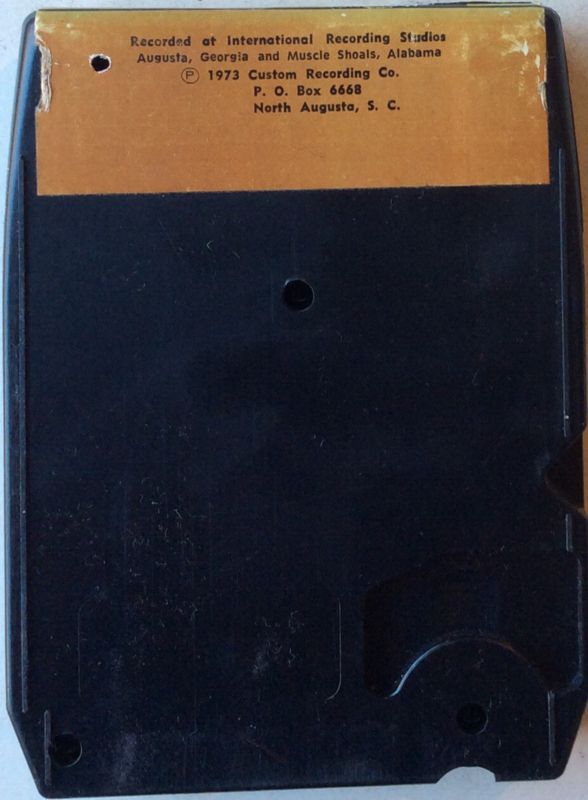 Recorded at International Recording Studios
Augusta, Georgia and Muscle Shoals, Alabama
Ⓟ 1973 Custom Recording Co.
P. O. Box 6668
North Augusta, S. C.